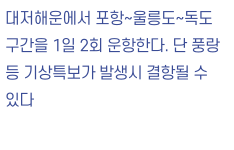 대저해운에서 포항~울릉도~독도
구간을 1일 2회 운항한다. 단 풍랑
등 기상특보가 발생시 결항될 수
있다